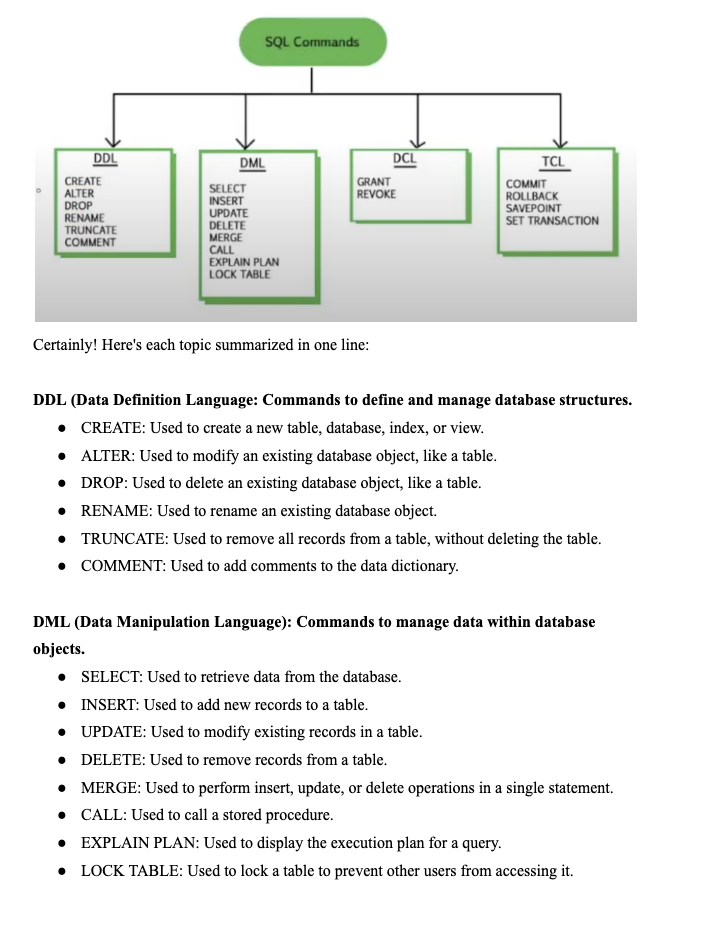 SQL Commands
DDL
CREATE
ALTER
DROP
RENAME
TRUNCATE
COMMENT
DML
SELECT
INSERT
UPDATE
DELETE
MERGE
CALL
EXPLAIN PLAN
LOCK TABLE
DCL
GRANT
REVOKE
TCL
COMMIT
ROLLBACK
SAVEPOINT
SET TRANSACTION
Certainly! Here's each topic summarized in one line:
DDL (Data Definition Language: Commands to define and manage database structures.
● CREATE: Used to create a new table, database, index, or view.
● ALTER: Used to modify an existing database object, like a table.
● DROP: Used to delete an existing database object, like a table.
● RENAME: Used to rename an existing database object.
● TRUNCATE: Used to remove all records from a table, without deleting the table.
● COMMENT: Used to add comments to the data dictionary.
DML (Data Manipulation Language): Commands to manage data within database
objects.
● SELECT: Used to retrieve data from the database.
● INSERT: Used to add new records to a table.
● UPDATE: Used to modify existing records in a table.
● DELETE: Used to remove records from a table.
● MERGE: Used to perform insert, update, or delete operations in a single statement.
● CALL: Used to call a stored procedure.
● EXPLAIN PLAN: Used to display the execution plan for a query.
● LOCK TABLE: Used to lock a table to prevent other users from accessing it.